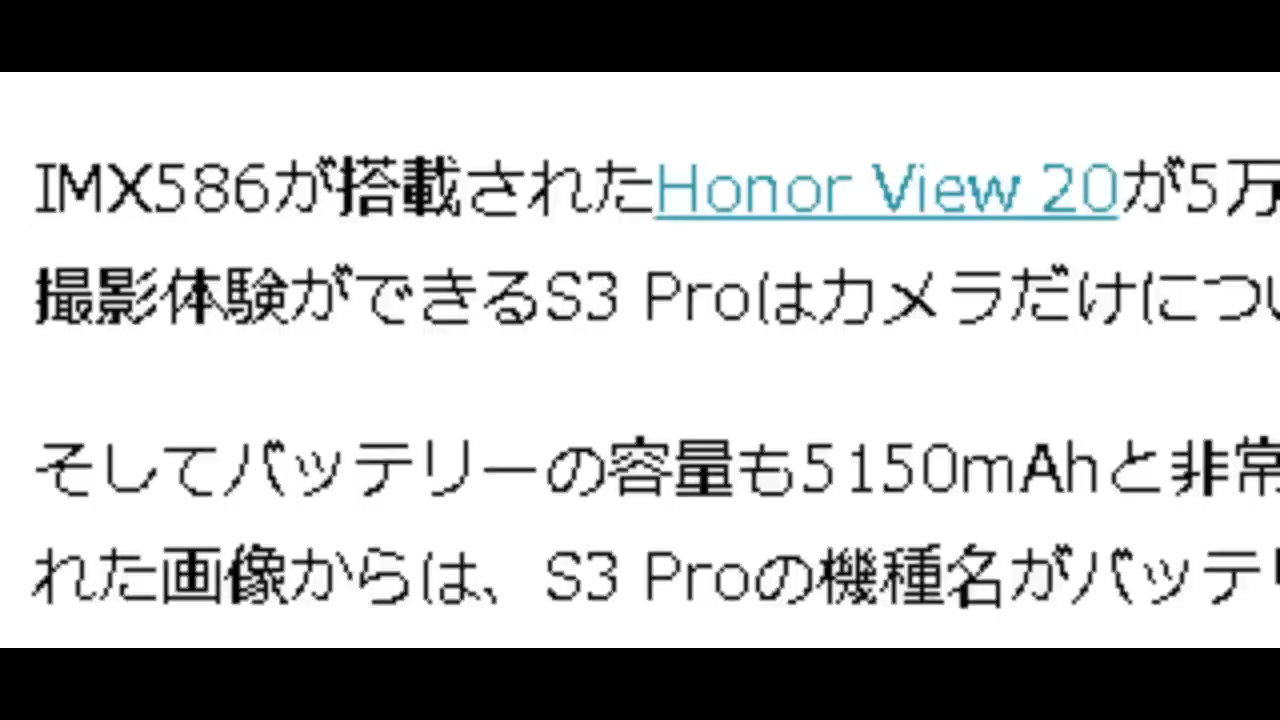 IMX586が搭載されたHonor View 20が5万
撮影体験ができるS3 Proはカメラだけについ
そしてバッテリーの容量も5150mAhと非常
れた画像からは、S3 Proの機種名がバッテリ